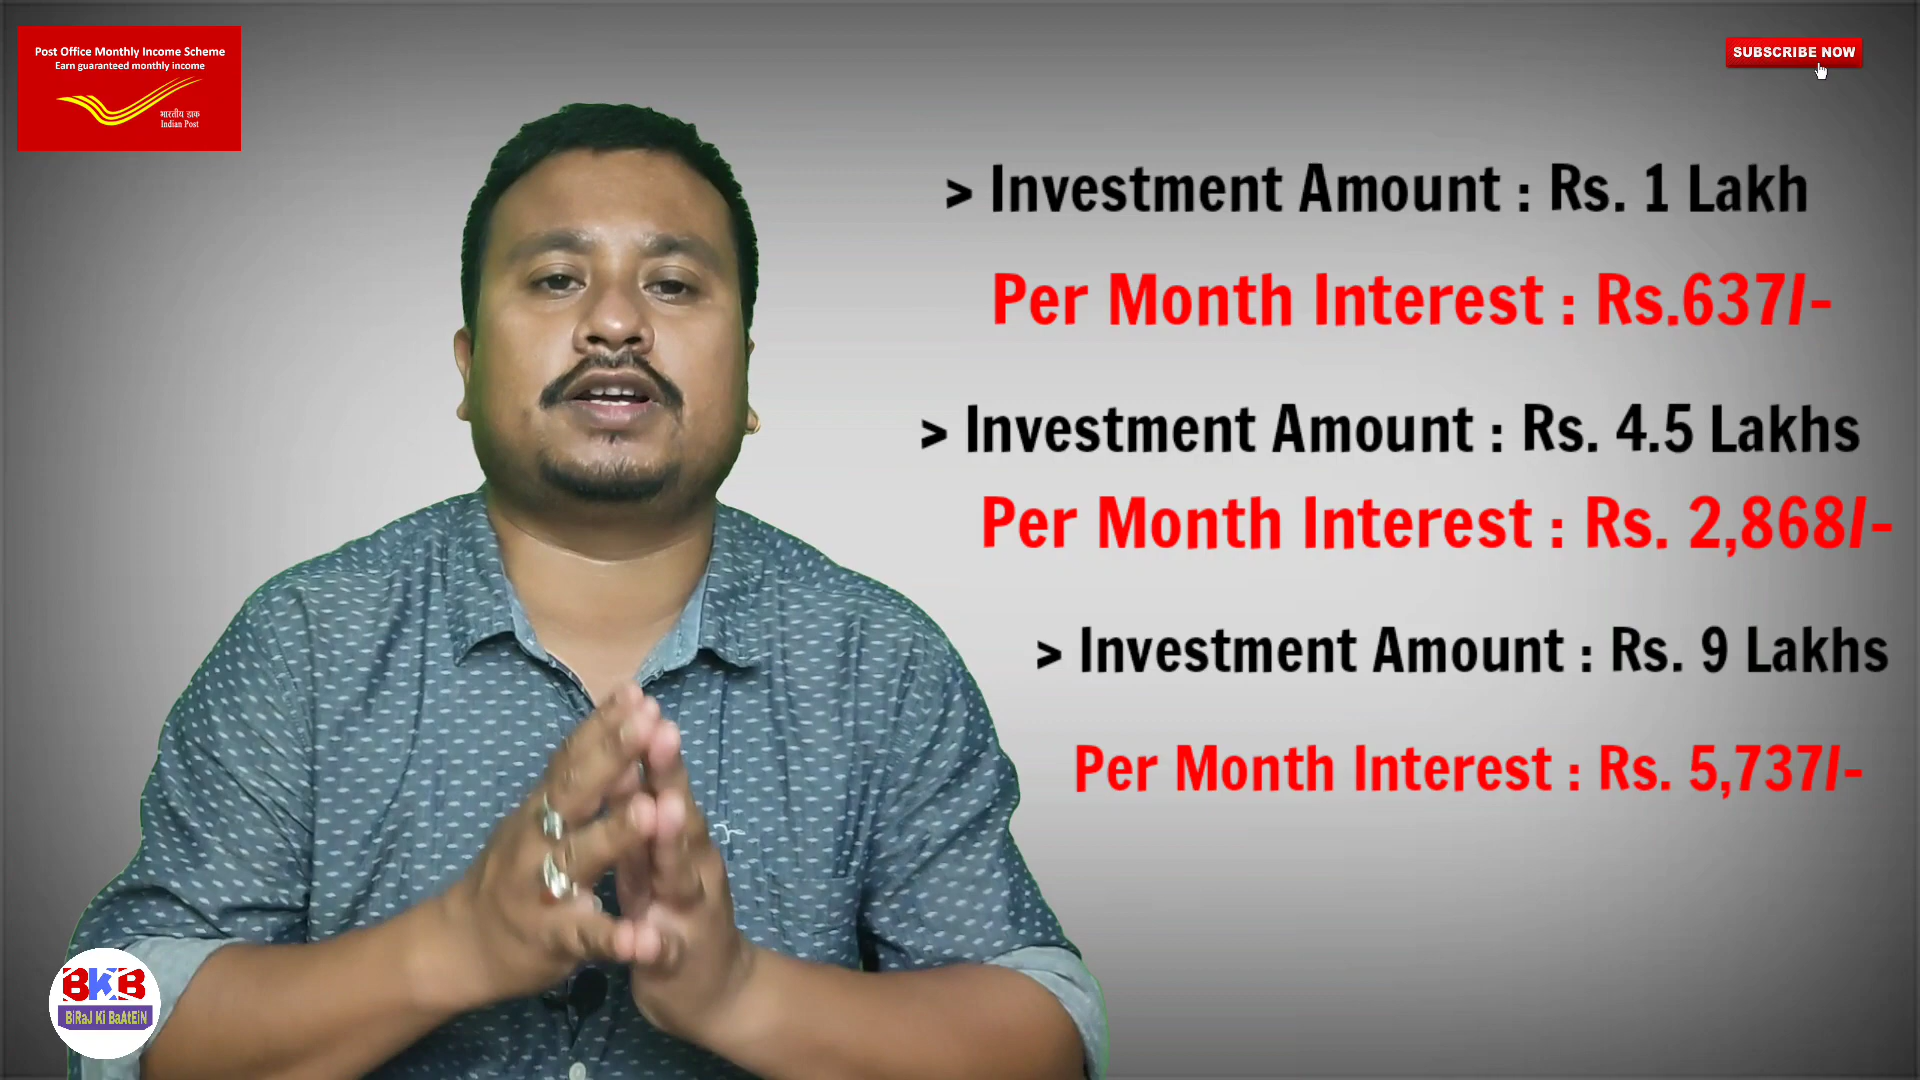 Post Office Monthly Income Scheme
Earn guaranteed monthly income
भारतीय डाक
Indian Post
SUBSCRIBE NOW
> Investment Amount : Rs. 1 Lakh
Per Month Interest : Rs.637/-
> Investment Amount : Rs. 4.5 Lakhs
Per Month Interest : Rs. 2,868/-
> Investment Amount : Rs. 9 Lakhs
Per Month Interest : Rs. 5,737/-
BKB
BiRaJ Ki BaAtEiN